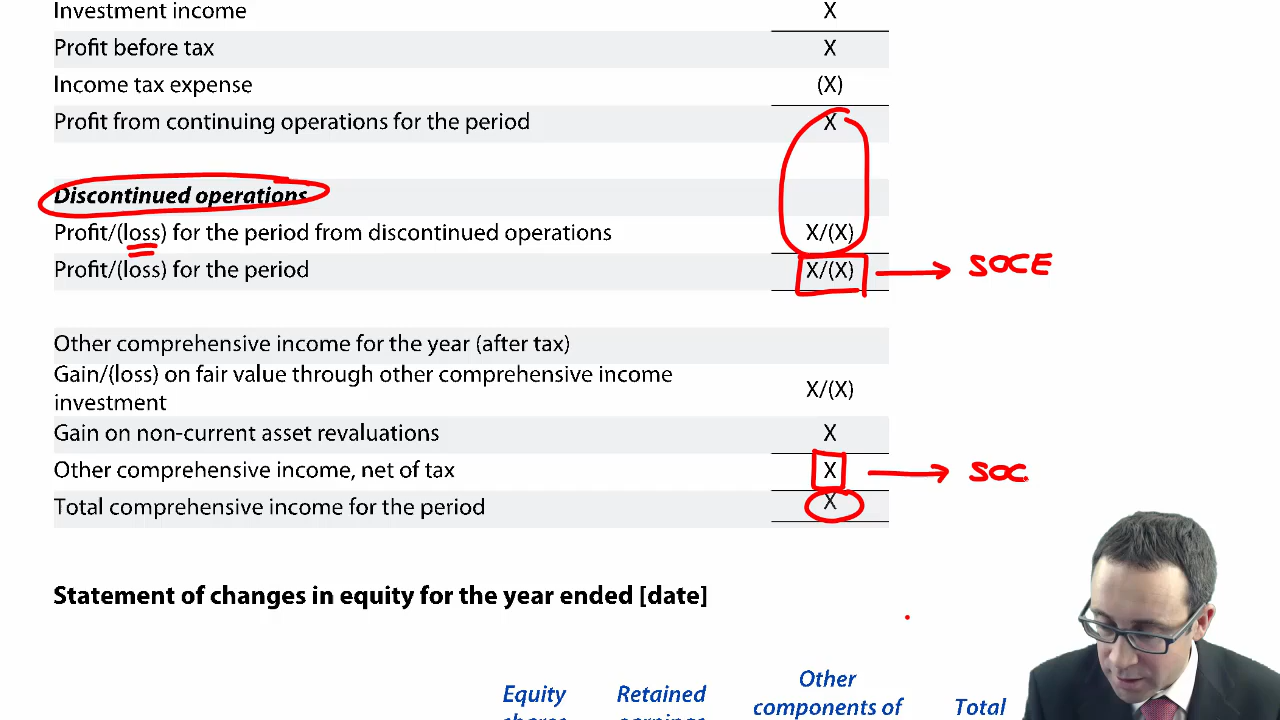 Investment income X
Profit before tax X
Income tax expense (X)
Profit from continuing operations for the period X
Discontinued operations
Profit/(loss) for the period from discontinued operations X/(X)
Profit/(loss) for the period X/(X) SOCE
Other comprehensive income for the year (after tax)
Gain/(loss) on fair value through other comprehensive income
investment X/(X)
Gain on non-current asset revaluations X
Other comprehensive income, net of tax X SOC
Total comprehensive income for the period X
Statement of changes in equity for the year ended [date]
Other
Equity Retained components of Total
shares earnings